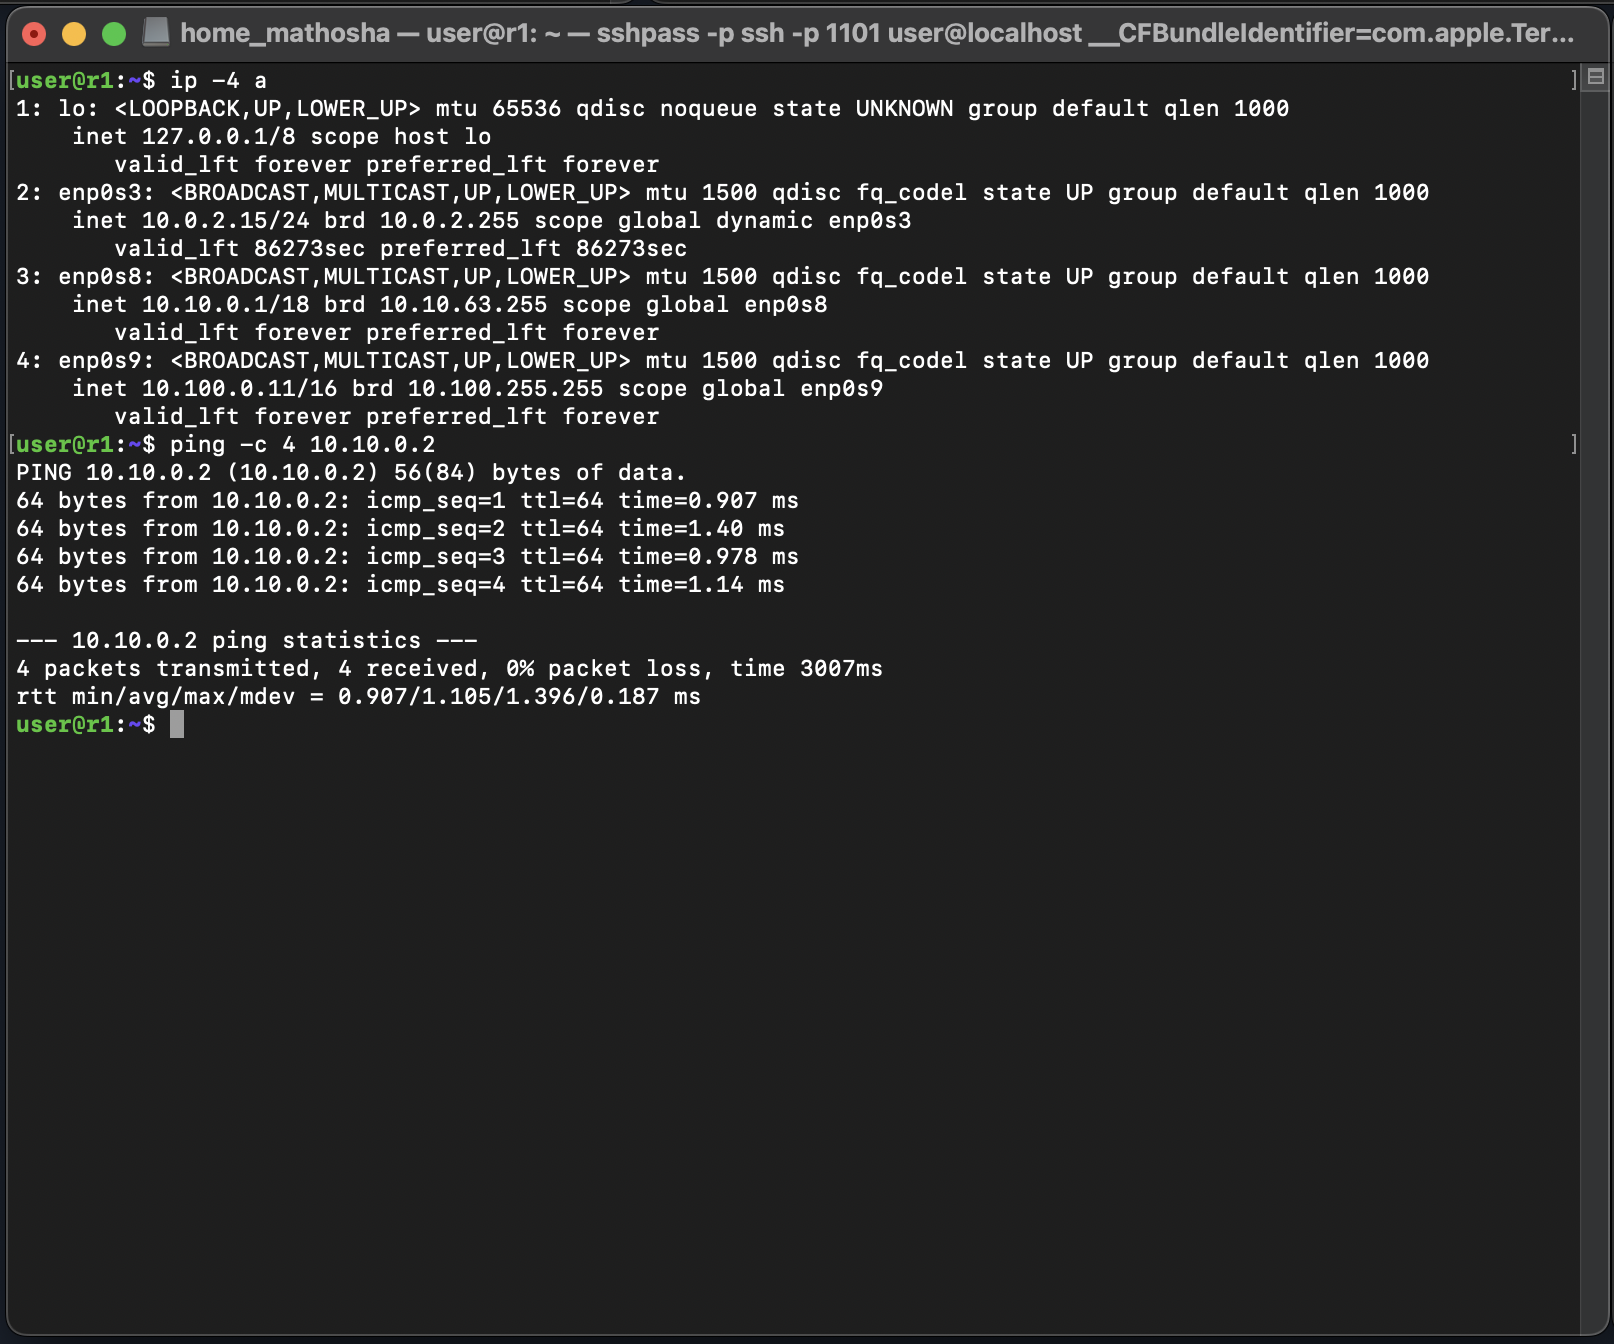 home_mathosha — user@r1: ~ — sshpass -p ssh -p 1101 user@localhost __CFBundleIdentifier=com.apple.Ter...
[user@r1:~$ ip -4 a ]
1: lo: <LOOPBACK,UP,LOWER_UP> mtu 65536 qdisc noqueue state UNKNOWN group default qlen 1000
    inet 127.0.0.1/8 scope host lo
       valid_lft forever preferred_lft forever
2: enp0s3: <BROADCAST,MULTICAST,UP,LOWER_UP> mtu 1500 qdisc fq_codel state UP group default qlen 1000
    inet 10.0.2.15/24 brd 10.0.2.255 scope global dynamic enp0s3
       valid_lft 86273sec preferred_lft 86273sec
3: enp0s8: <BROADCAST,MULTICAST,UP,LOWER_UP> mtu 1500 qdisc fq_codel state UP group default qlen 1000
    inet 10.10.0.1/18 brd 10.10.63.255 scope global enp0s8
       valid_lft forever preferred_lft forever
4: enp0s9: <BROADCAST,MULTICAST,UP,LOWER_UP> mtu 1500 qdisc fq_codel state UP group default qlen 1000
    inet 10.100.0.11/16 brd 10.100.255.255 scope global enp0s9
       valid_lft forever preferred_lft forever
[user@r1:~$ ping -c 4 10.10.0.2 ]
PING 10.10.0.2 (10.10.0.2) 56(84) bytes of data.
64 bytes from 10.10.0.2: icmp_seq=1 ttl=64 time=0.907 ms
64 bytes from 10.10.0.2: icmp_seq=2 ttl=64 time=1.40 ms
64 bytes from 10.10.0.2: icmp_seq=3 ttl=64 time=0.978 ms
64 bytes from 10.10.0.2: icmp_seq=4 ttl=64 time=1.14 ms

--- 10.10.0.2 ping statistics ---
4 packets transmitted, 4 received, 0% packet loss, time 3007ms
rtt min/avg/max/mdev = 0.907/1.105/1.396/0.187 ms
user@r1:~$